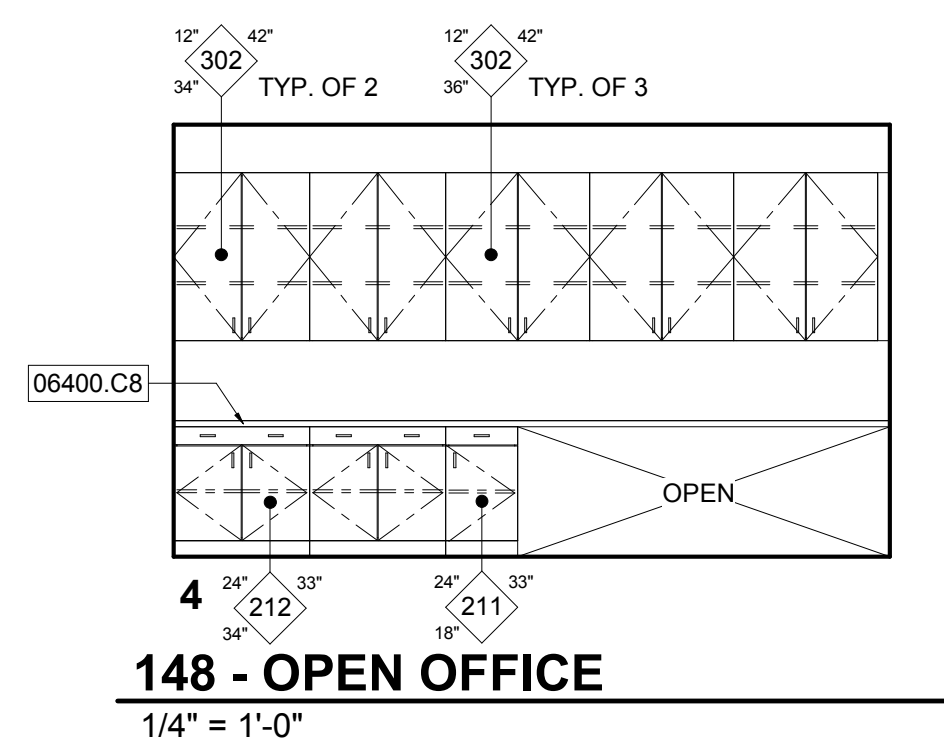 12" 42" 12" 42"
302 302
34" TYP. OF 2 36" TYP. OF 3
06400.C8
OPEN
4 24" 33" 24" 33"
212 211
34" 18"
148 - OPEN OFFICE
1/4" = 1'-0"